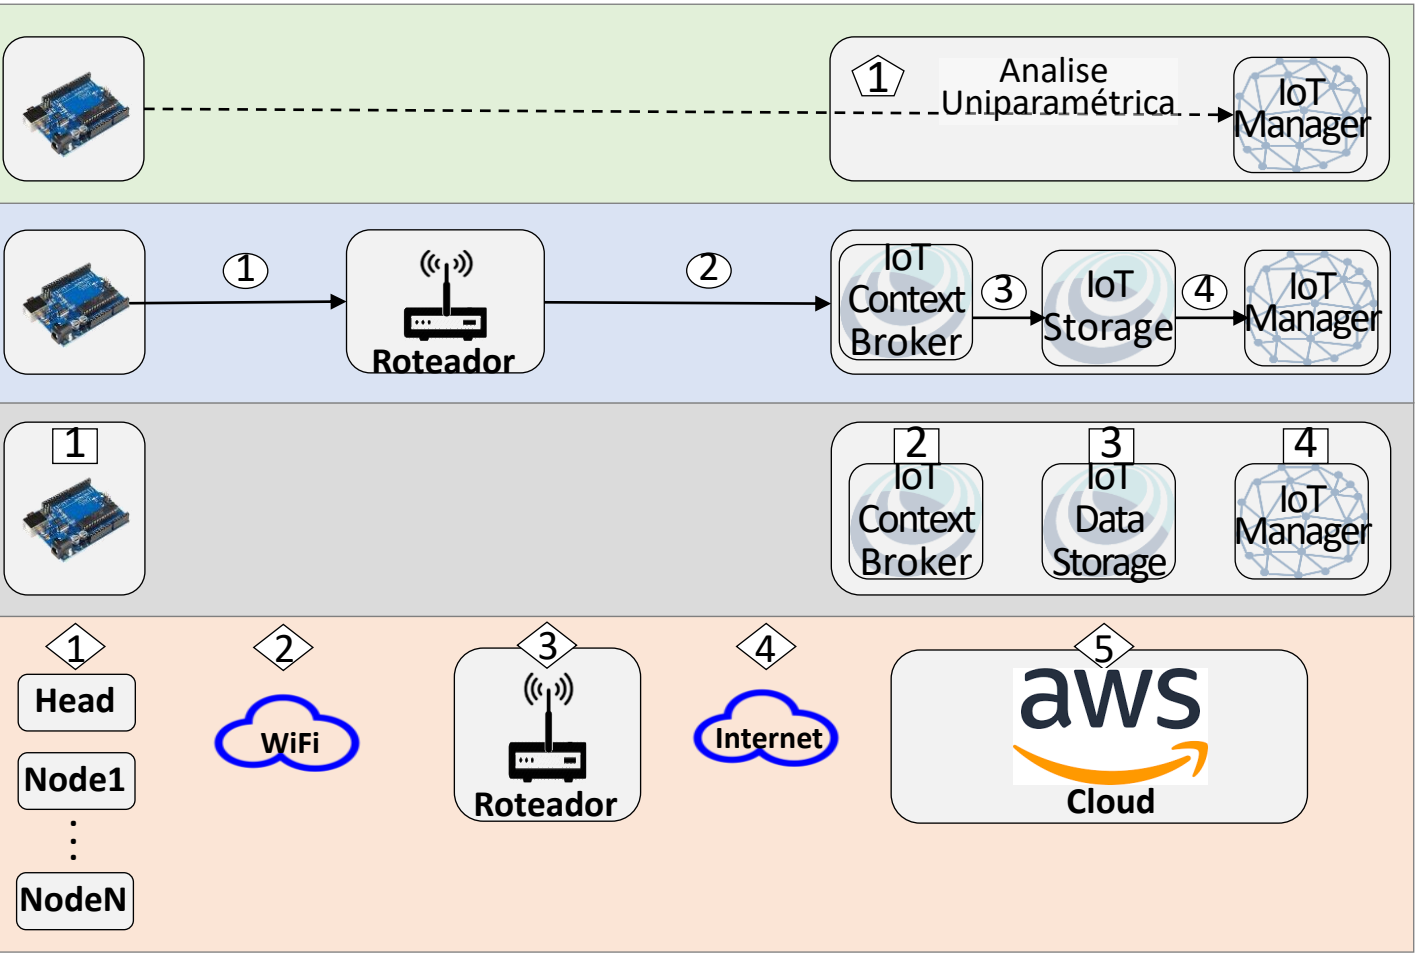 1
Analise
Uniparamétrica
IoT
Manager
1
Roteador
2
IoT
Context
Broker
3
IoT
Storage
4
IoT
Manager
1
2
IoT
Context
Broker
3
IoT
Data
Storage
4
IoT
Manager
1
Head
Node1
⋮
NodeN
2
WiFi
3
Roteador
4
Internet
5
aws
Cloud